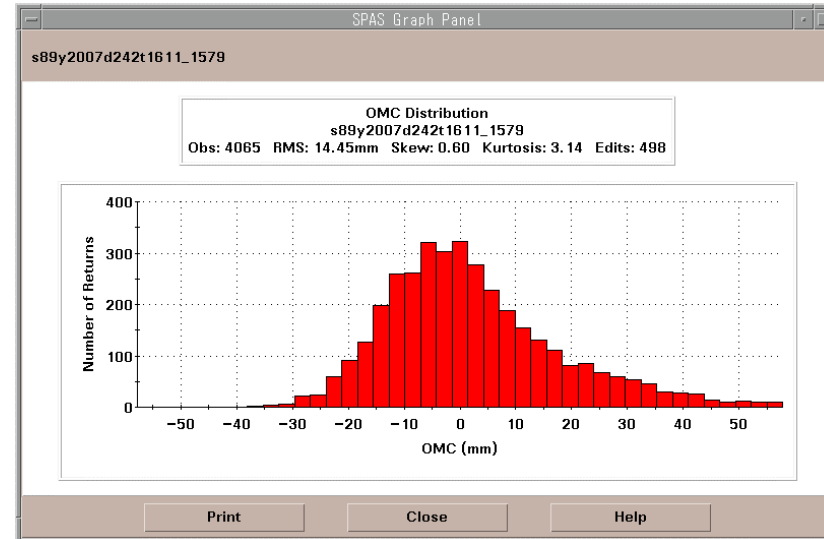 SPAS Graph Panel
s89y2007d242t1611_1579
OMC Distribution
s89y2007d242t1611_1579
Obs: 4065 RMS: 14.45mm Skew: 0.60 Kurtosis: 3.14 Edits: 498
400
300
200
100
0
Number of Returns
-50 -40 -30 -20 -10 0 10 20 30 40 50
OMC (mm)
Print Close Help